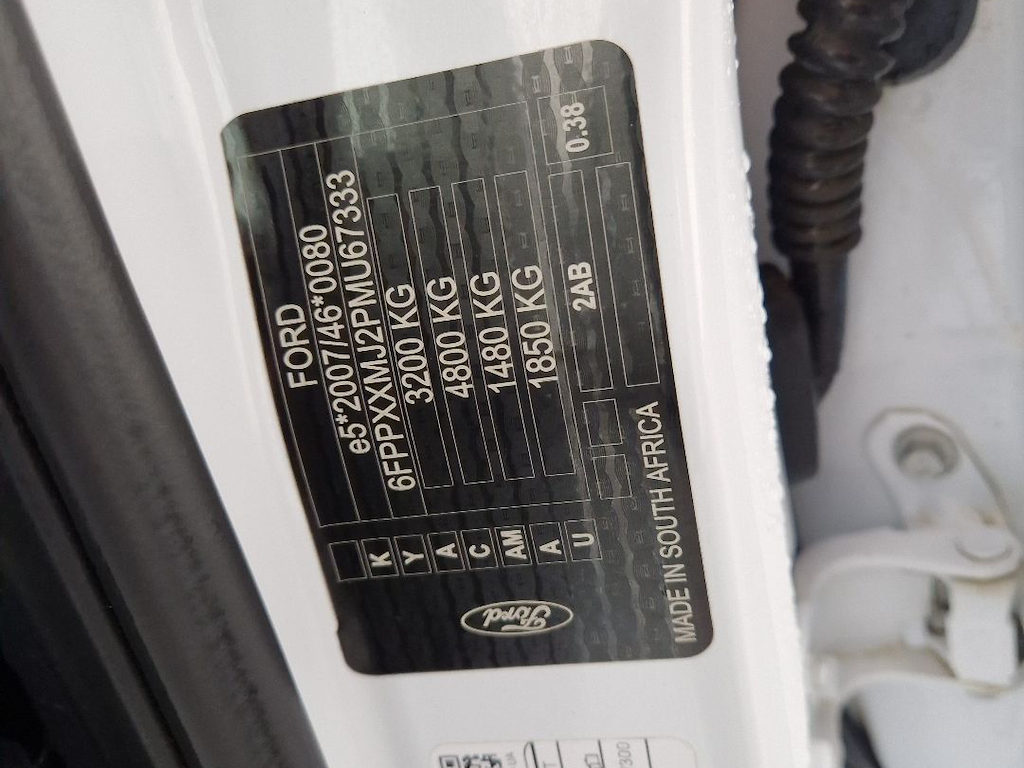 FORD
e5*2007/46*0080
6FPPXXMJ2PMU67333
3200 KG
4800 KG
1480 KG
1850 KG
2AB
0.38
K
Y
A
C
AM
A
U
Ford
MADE IN SOUTH AFRICA
7300